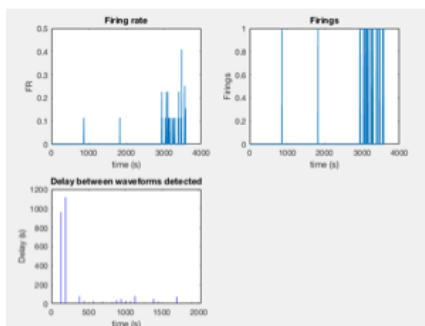 Firing rate
0.5
0.4
0.3
0.2
0.1
0
FR
0 1000 2000 3000 4000
time (s)
Firings
1
0.8
0.6
0.4
0.2
0
Firings
0 1000 2000 3000 4000
time (s)
Delay between waveforms detected
1200
1000
800
600
400
200
0
Delay (s)
0 500 1000 1500 2000
time (s)